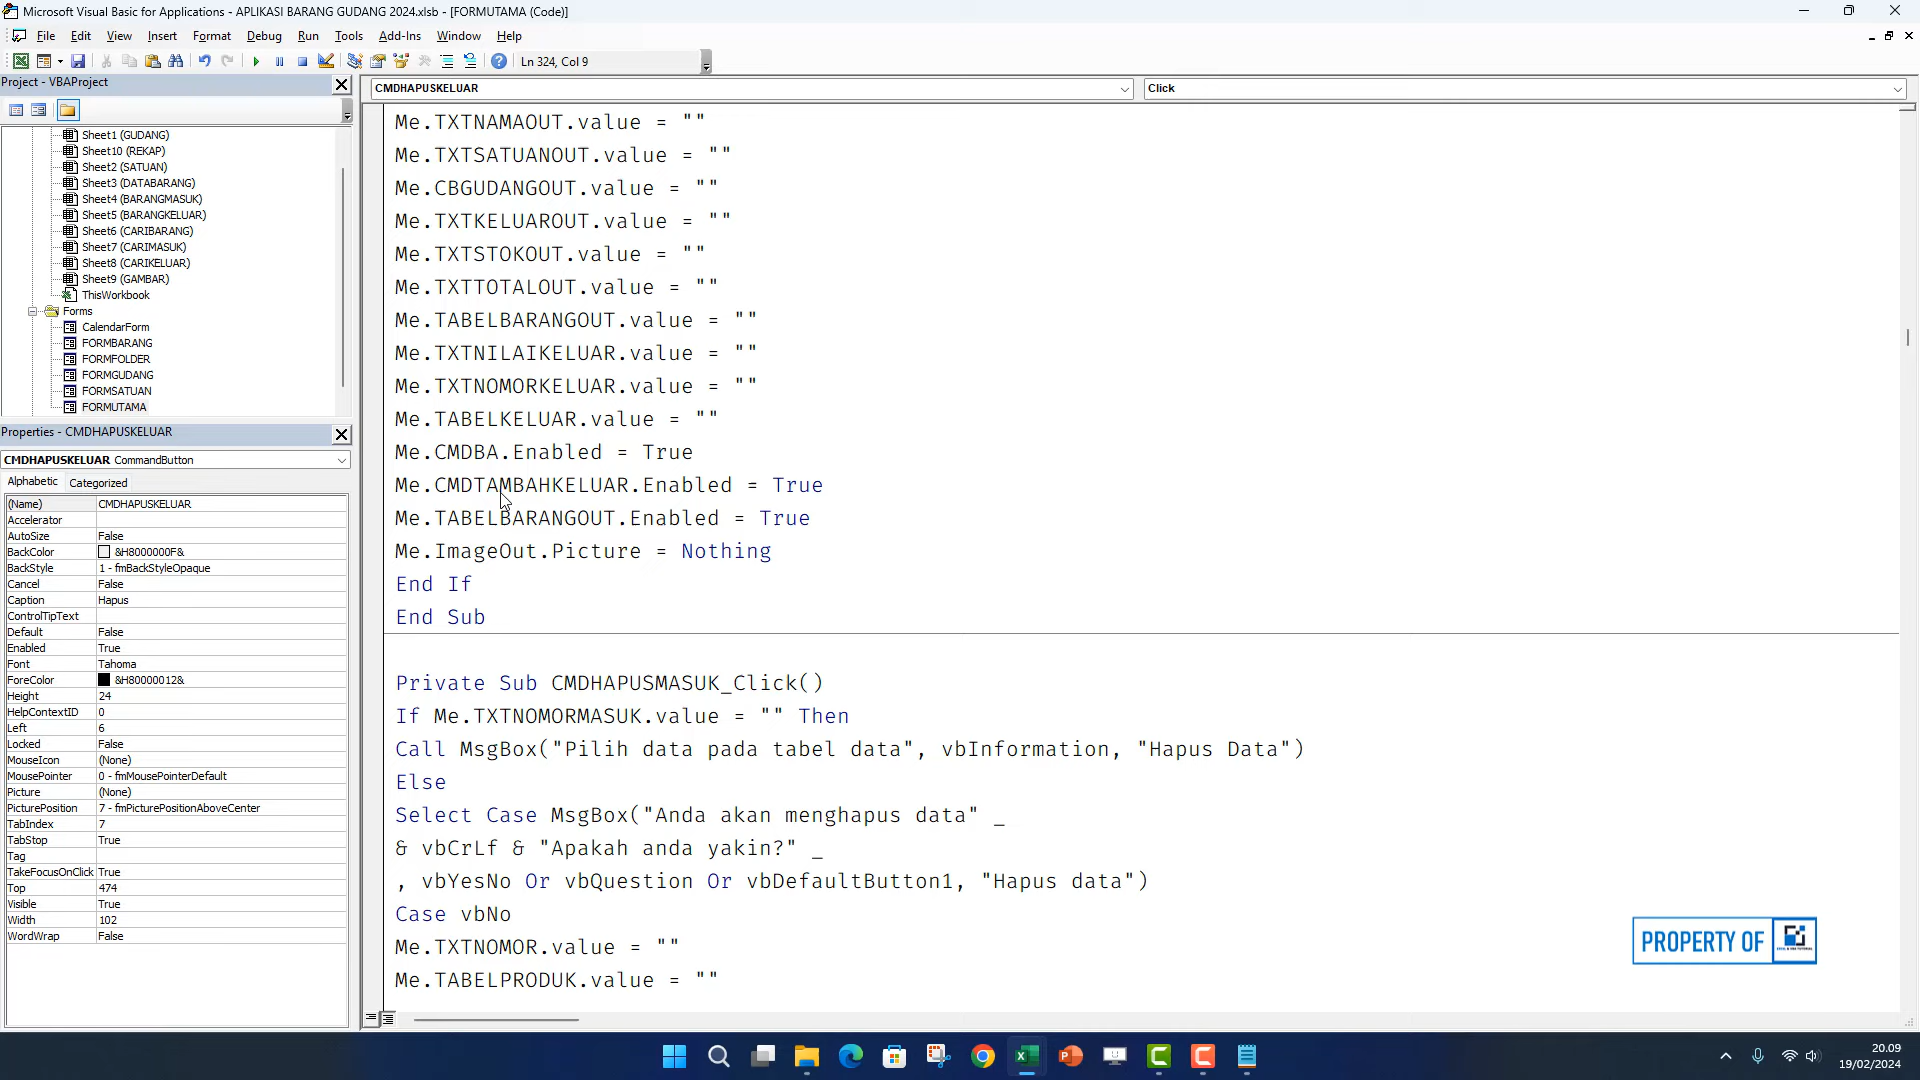 Microsoft Visual Basic for Applications - APLIKASI BARANG GUDANG 2024.xlsb - [FORMUTAMA (Code)]
File Edit View Insert Format Debug Run Tools Add-Ins Window Help
Ln 324, Col 9
Project - VBAProject
Sheet1 (GUDANG)
Sheet10 (REKAP)
Sheet2 (SATUAN)
Sheet3 (DATABARANG)
Sheet4 (BARANGMASUK)
Sheet5 (BARANGKELUAR)
Sheet6 (CARIBARANG)
Sheet7 (CARIMASUK)
Sheet8 (CARIKELUAR)
Sheet9 (GAMBAR)
ThisWorkbook
Forms
CalendarForm
FORMBARANG
FORMFOLDER
FORMGUDANG
FORMSATUAN
FORMUTAMA
Properties - CMDHAPUSKELUAR
CMDHAPUSKELUAR CommandButton
Alphabetic Categorized
(Name) CMDHAPUSKELUAR
Accelerator
AutoSize False
BackColor &H8000000F&
BackStyle 1 - fmBackStyleOpaque
Cancel False
Caption Hapus
ControlTipText
Default False
Enabled True
Font Tahoma
ForeColor &H80000012&
Height 24
HelpContextID 0
Left 6
Locked False
MouseIcon (None)
MousePointer 0 - fmMousePointerDefault
Picture (None)
PicturePosition 7 - fmPicturePositionAboveCenter
TabIndex 7
TabStop True
Tag
TakeFocusOnClick True
Top 474
Visible True
Width 102
WordWrap False
CMDHAPUSKELUAR Click
Me.TXTNAMAOUT.value = ""
Me.TXTSATUANOUT.value = ""
Me.CBGUDANGOUT.value = ""
Me.TXTKELUAROUT.value = ""
Me.TXTSTOKOUT.value = ""
Me.TXTTOTALOUT.value = ""
Me.TABELBARANGOUT.value = ""
Me.TXTNILAIKELUAR.value = ""
Me.TXTNOMORKELUAR.value = ""
Me.TABELKELUAR.value = ""
Me.CMDBA.Enabled = True
Me.CMDTAMBAHKELUAR.Enabled = True
Me.TABELBARANGOUT.Enabled = True
Me.ImageOut.Picture = Nothing
End If
End Sub
Private Sub CMDHAPUSMASUK_Click()
If Me.TXTNOMORMASUK.value = "" Then
Call MsgBox("Pilih data pada tabel data", vbInformation, "Hapus Data")
Else
Select Case MsgBox("Anda akan menghapus data" _
& vbCrLf & "Apakah anda yakin?" _
, vbYesNo Or vbQuestion Or vbDefaultButton1, "Hapus data")
Case vbNo
Me.TXTNOMOR.value = ""
Me.TABELPRODUK.value = ""
PROPERTY OF
20.09
19/02/2024